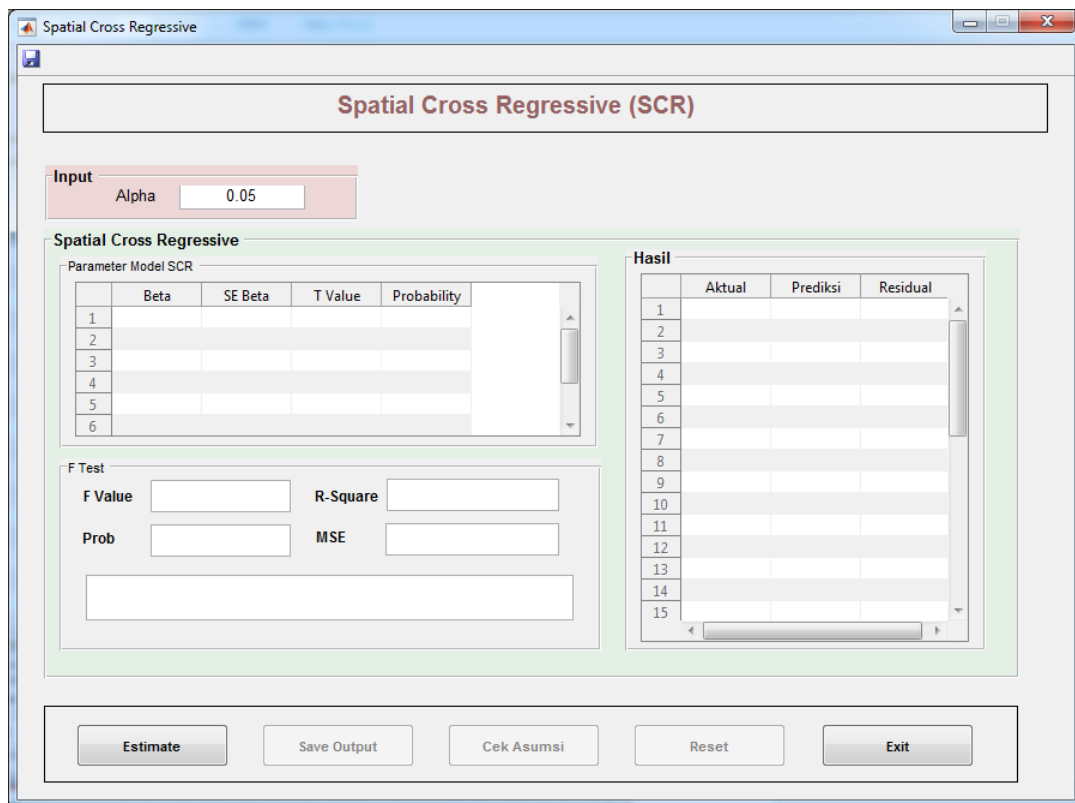 Spatial Cross Regressive
Spatial Cross Regressive (SCR)
Input
Alpha 0.05
Spatial Cross Regressive
Parameter Model SCR
Beta SE Beta T Value Probability
1
2
3
4
5
6
F Test
F Value R-Square
Prob MSE
Hasil
Aktual Prediksi Residual
1
2
3
4
5
6
7
8
9
10
11
12
13
14
15
Estimate Save Output Cek Asumsi Reset Exit